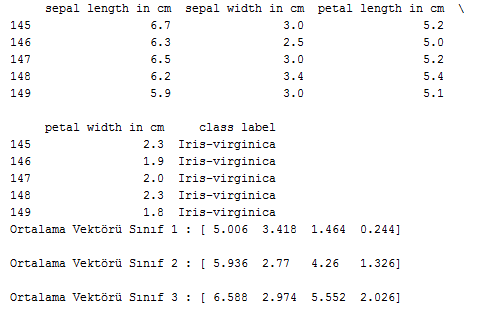 sepal length in cm sepal width in cm petal length in cm \
145 6.7 3.0 5.2
146 6.3 2.5 5.0
147 6.5 3.0 5.2
148 6.2 3.4 5.4
149 5.9 3.0 5.1
petal width in cm class label
145 2.3 Iris-virginica
146 1.9 Iris-virginica
147 2.0 Iris-virginica
148 2.3 Iris-virginica
149 1.8 Iris-virginica
Ortalama Vektörü Sınıf 1 : [ 5.006 3.418 1.464 0.244]
Ortalama Vektörü Sınıf 2 : [ 5.936 2.77 4.26 1.326]
Ortalama Vektörü Sınıf 3 : [ 6.588 2.974 5.552 2.026]